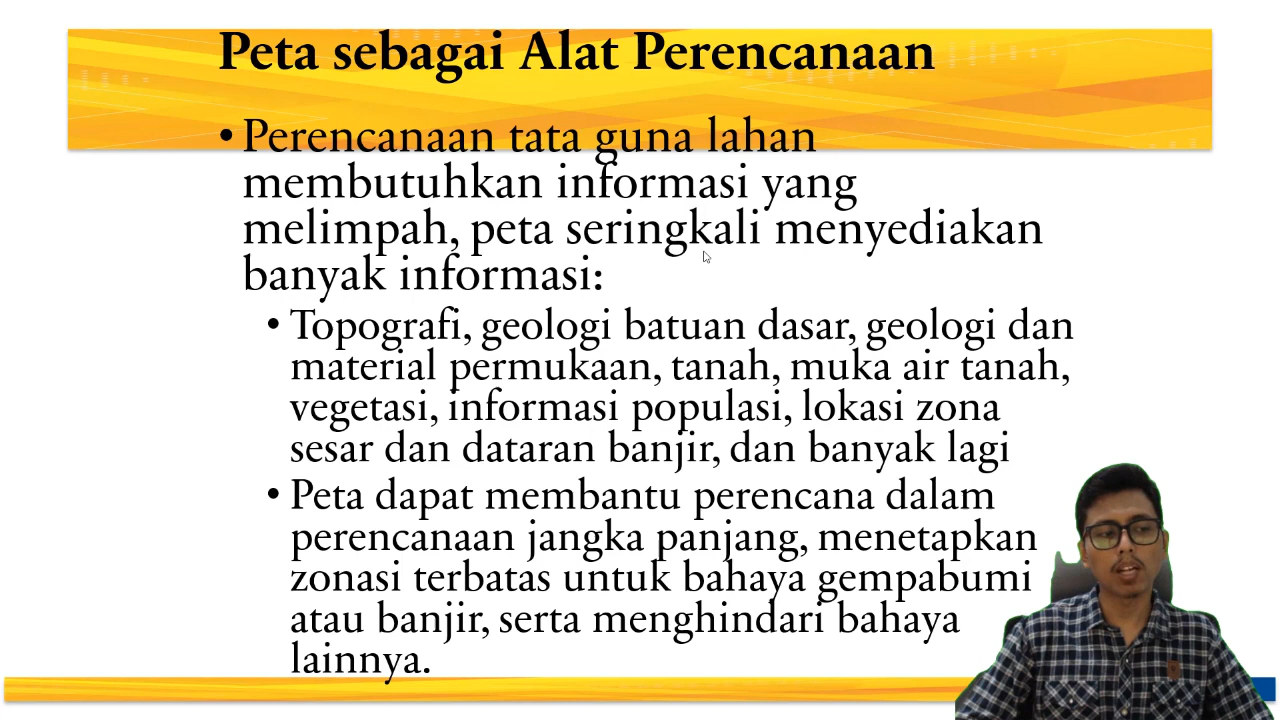 Peta sebagai Alat Perencanaan
• Perencanaan tata guna lahan
membutuhkan informasi yang
melimpah, peta seringkali menyediakan
banyak informasi:
• Topografi, geologi batuan dasar, geologi dan
material permukaan, tanah, muka air tanah,
vegetasi, informasi populasi, lokasi zona
sesar dan dataran banjir, dan banyak lagi
• Peta dapat membantu perencana dalam
perencanaan jangka panjang, menetapkan
zonasi terbatas untuk bahaya gempabumi
atau banjir, serta menghindari bahaya
lainnya.